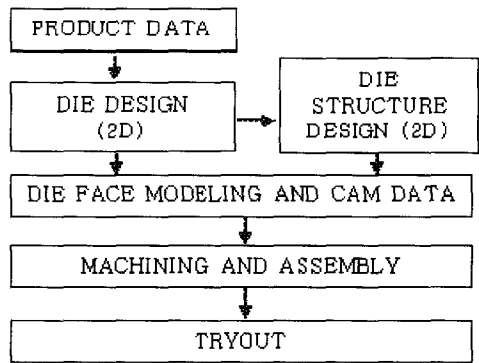 PRODUCT DATA
DIE DESIGN
(2D)
DIE
STRUCTURE
DESIGN (2D)
DIE FACE MODELING AND CAM DATA
MACHINING AND ASSEMBLY
TRYOUT